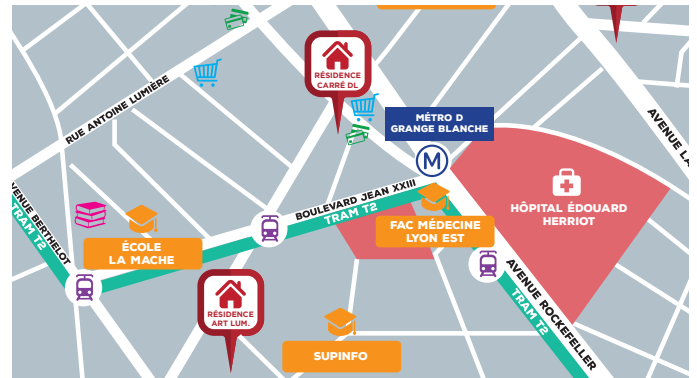 RÉSIDENCE
CARRÉ DL
RUE ANTOINE LUMIÈRE
MÉTRO D
GRANGE BLANCHE
M
AVENUE LA
BOULEVARD JEAN XXIII
TRAM T2
HÔPITAL ÉDOUARD
HERRIOT
AVENUE BERTHELOT
TRAM T2
ÉCOLE
LA MACHE
FAC MÉDECINE
LYON EST
AVENUE ROCKEFELLER
TRAM T2
RÉSIDENCE
ART LUM.
SUPINFO